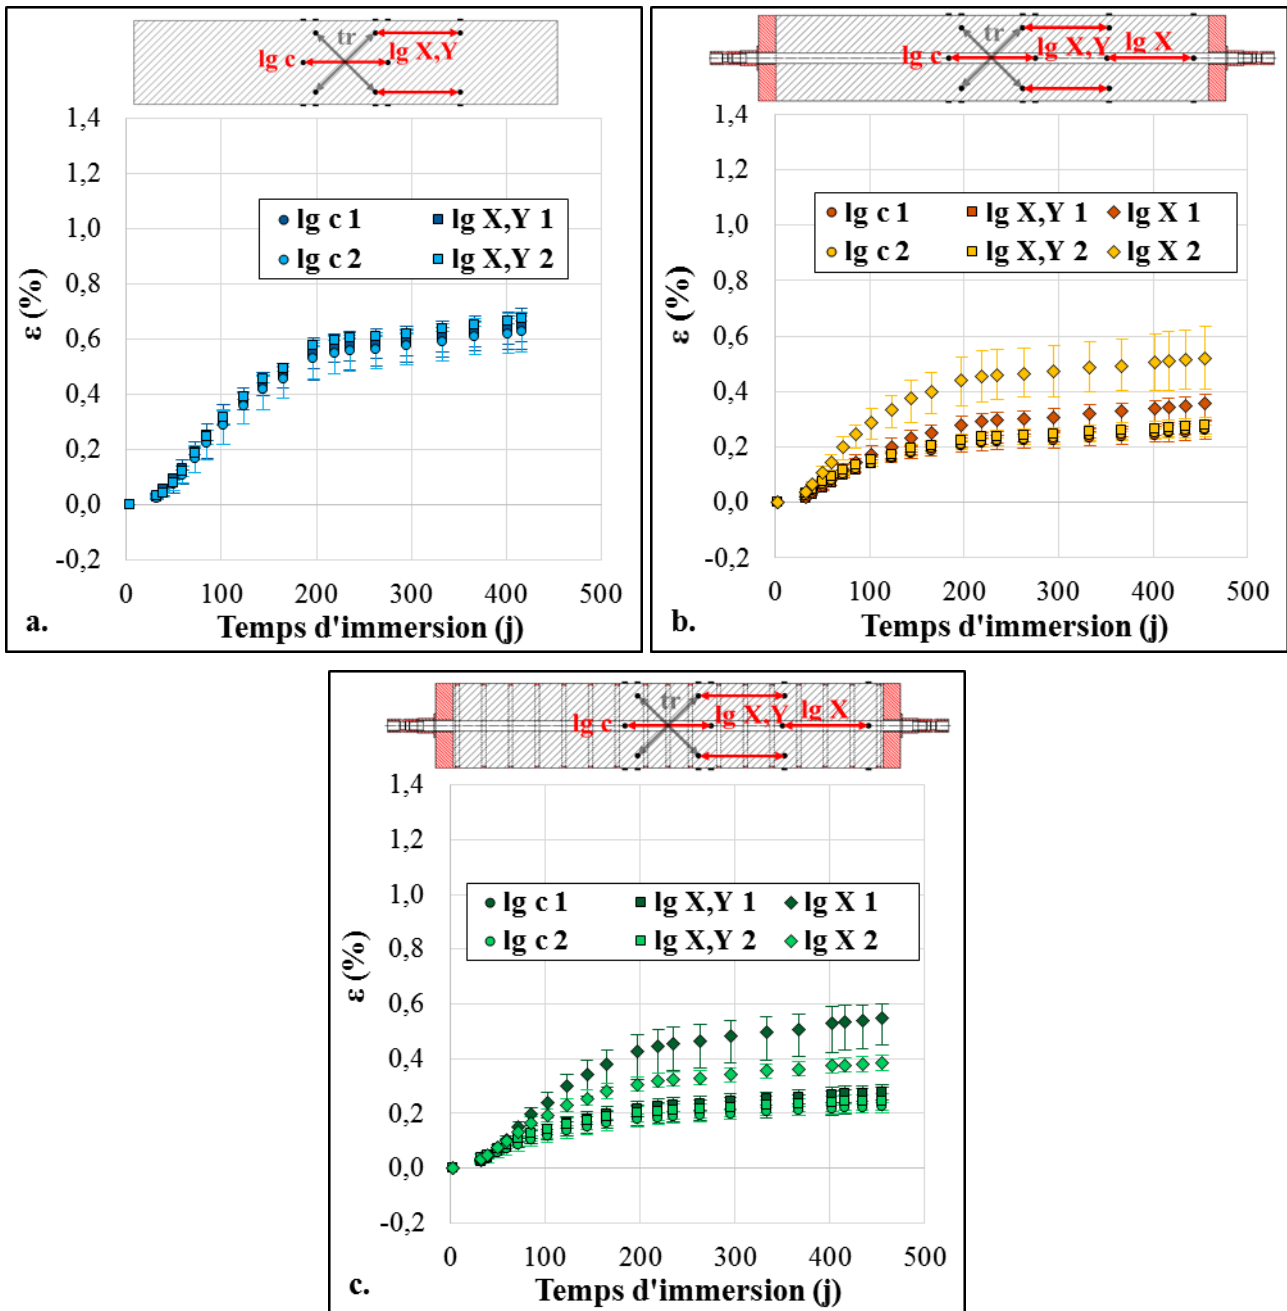 tr
lg c
lg X,Y
1,4
1,2
1,0
0,8
0,6
0,4
0,2
0,0
-0,2
ε (%)
lg c 1 lg X,Y 1
lg c 2 lg X,Y 2
0 100 200 300 400 500
Temps d'immersion (j)
a.
tr
lg c
lg X,Y
lg X
1,4
1,2
1,0
0,8
0,6
0,4
0,2
0,0
-0,2
ε (%)
lg c 1 lg X,Y 1 lg X 1
lg c 2 lg X,Y 2 lg X 2
0 100 200 300 400 500
Temps d'immersion (j)
b.
tr
lg c
lg X,Y
lg X
1,4
1,2
1,0
0,8
0,6
0,4
0,2
0,0
-0,2
ε (%)
lg c 1 lg X,Y 1 lg X 1
lg c 2 lg X,Y 2 lg X 2
0 100 200 300 400 500
Temps d'immersion (j)
c.